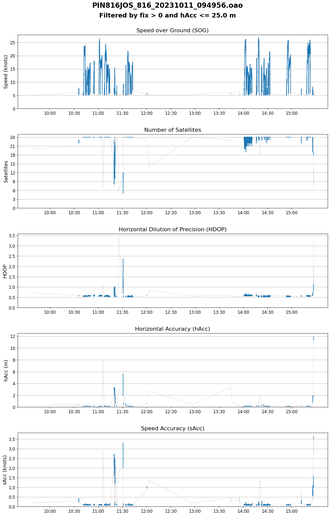 PIN816JOS_816_20231011_094956.oao
Filtered by fix > 0 and hAcc <= 25.0 m
Speed over Ground (SOG)
Speed (knots)
25
20
15
10
5
0
10:00 10:30 11:00 11:30 12:00 12:30 13:00 13:30 14:00 14:30 15:00
Number of Satellites
Satellites
24
21
18
15
12
9
6
3
0
10:00 10:30 11:00 11:30 12:00 12:30 13:00 13:30 14:00 14:30 15:00
Horizontal Dilution of Precision (HDOP)
HDOP
3.5
3.0
2.5
2.0
1.5
1.0
0.5
0.0
10:00 10:30 11:00 11:30 12:00 12:30 13:00 13:30 14:00 14:30 15:00
Horizontal Accuracy (hAcc)
hAcc (m)
12
10
8
6
4
2
0
10:00 10:30 11:00 11:30 12:00 12:30 13:00 13:30 14:00 14:30 15:00
Speed Accuracy (sAcc)
sAcc (knots)
3.5
3.0
2.5
2.0
1.5
1.0
0.5
0.0
10:00 10:30 11:00 11:30 12:00 12:30 13:00 13:30 14:00 14:30 15:00